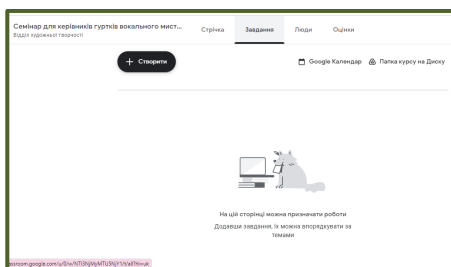 Семінар для керівників гуртків вокального мист...
Відділ художньої творчості
Стрічка Завдання Люди Оцінки
+ Створити
Google Календар Папка курсу на Диску
На цій сторінці можна призначати роботи
Додавши завдання, їх можна впорядкувати за
темами